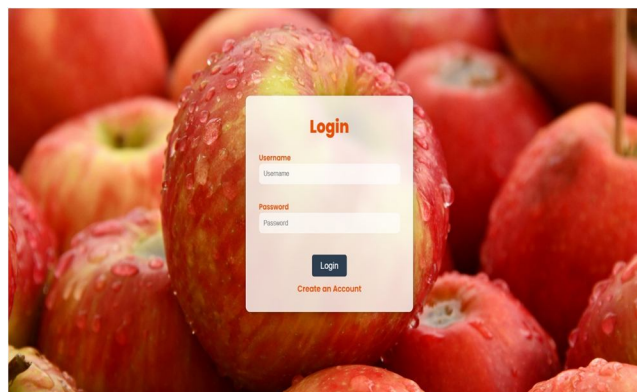 Login
Username
Username
Password
Password
Login
Create an Account